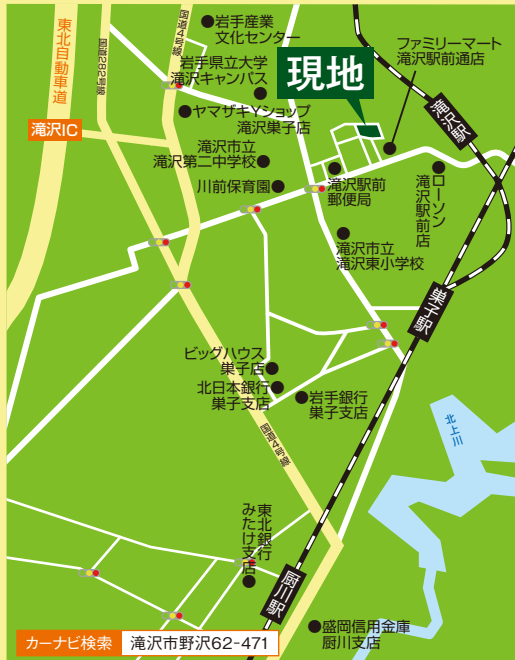 東北自動車道
国道282号線
国道4号線
岩手産業
文化センター
岩手県立大学
滝沢キャンパス
現地
ファミリーマート
滝沢駅前通店
ヤマザキYショップ
滝沢巣子店
滝沢駅
滝沢IC
滝沢市立
滝沢第二中学校
川前保育園
滝沢駅前
郵便局
ローソン
滝沢駅前店
滝沢市立
滝沢東小学校
巣子駅
ビッグハウス
巣子店
北日本銀行
巣子支店
岩手銀行
巣子支店
北上川
国道4号線
東北銀行
みたけ支店
厨川駅
盛岡信用金庫
厨川支店
カーナビ検索 滝沢市野沢62-471